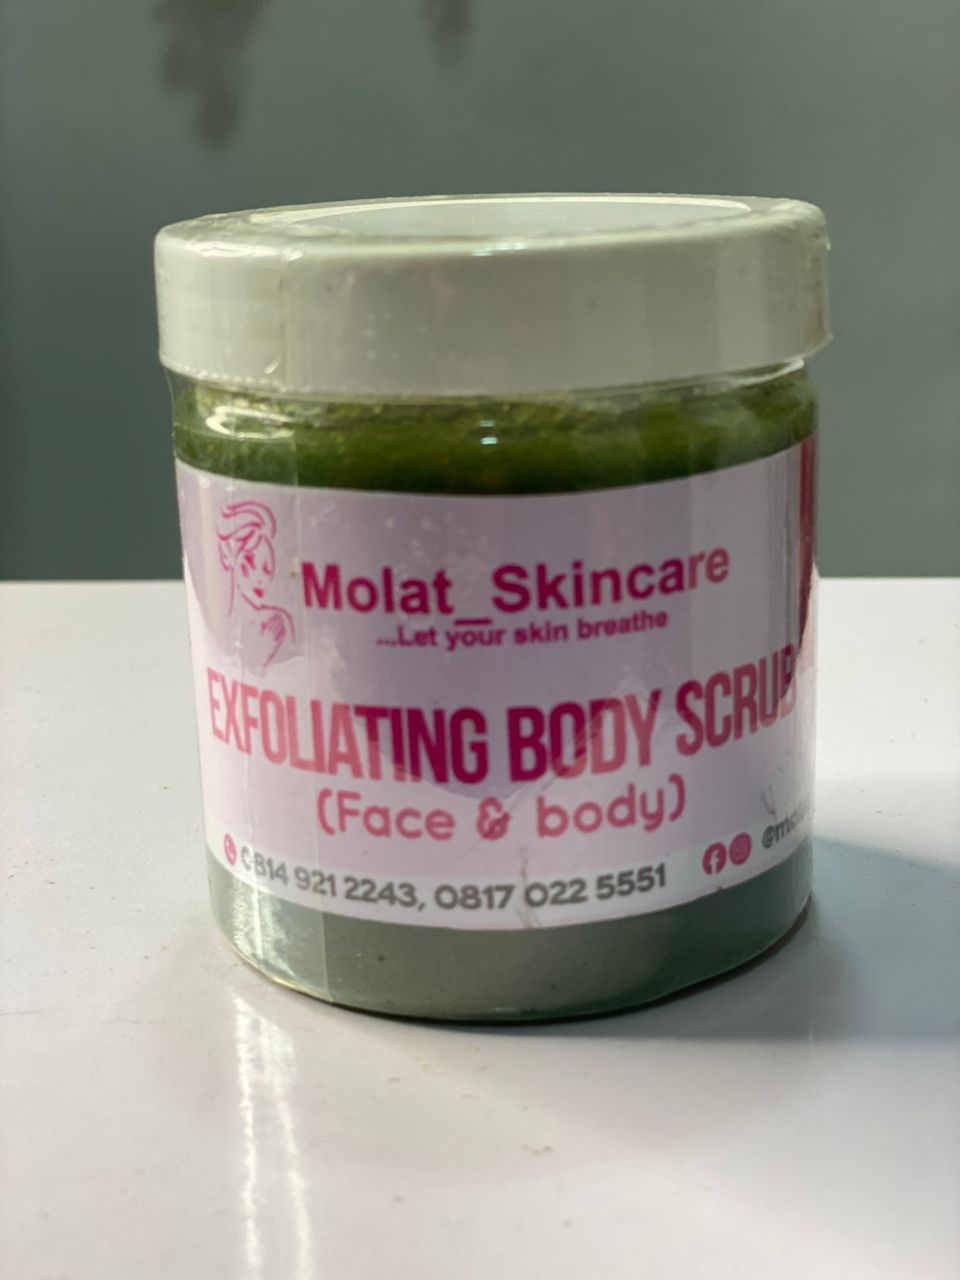 Molat_Skincare
...Let your skin breathe
EXFOLIATING BODY SCRUB
(Face & body)
0814 921 2243, 0817 022 5551